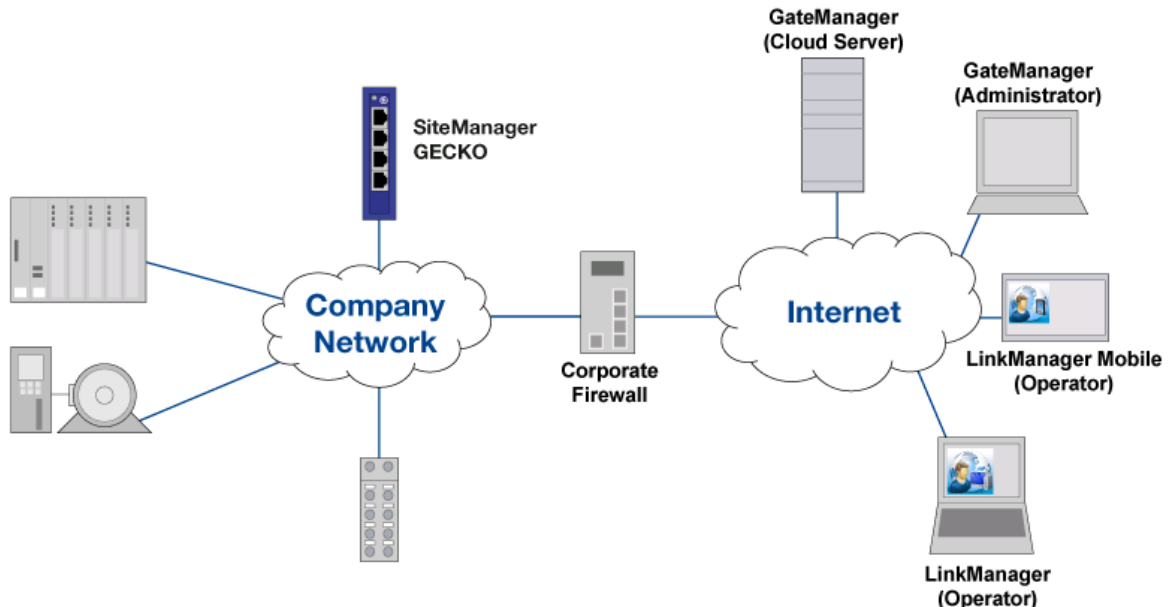 GateManager
(Cloud Server)
GateManager
(Administrator)
SiteManager
GECKO
Company
Network
Internet
Corporate
Firewall
LinkManager Mobile
(Operator)
LinkManager
(Operator)